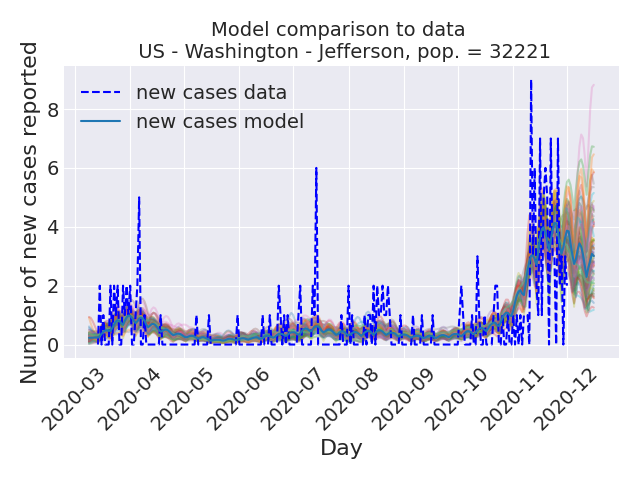 Model comparison to data
US - Washington - Jefferson, pop. = 32221
Number of new cases reported
8
6
4
2
0
new cases data
new cases model
2020-03
2020-04
2020-05
2020-06
2020-07
2020-08
2020-09
2020-10
2020-11
2020-12
Day